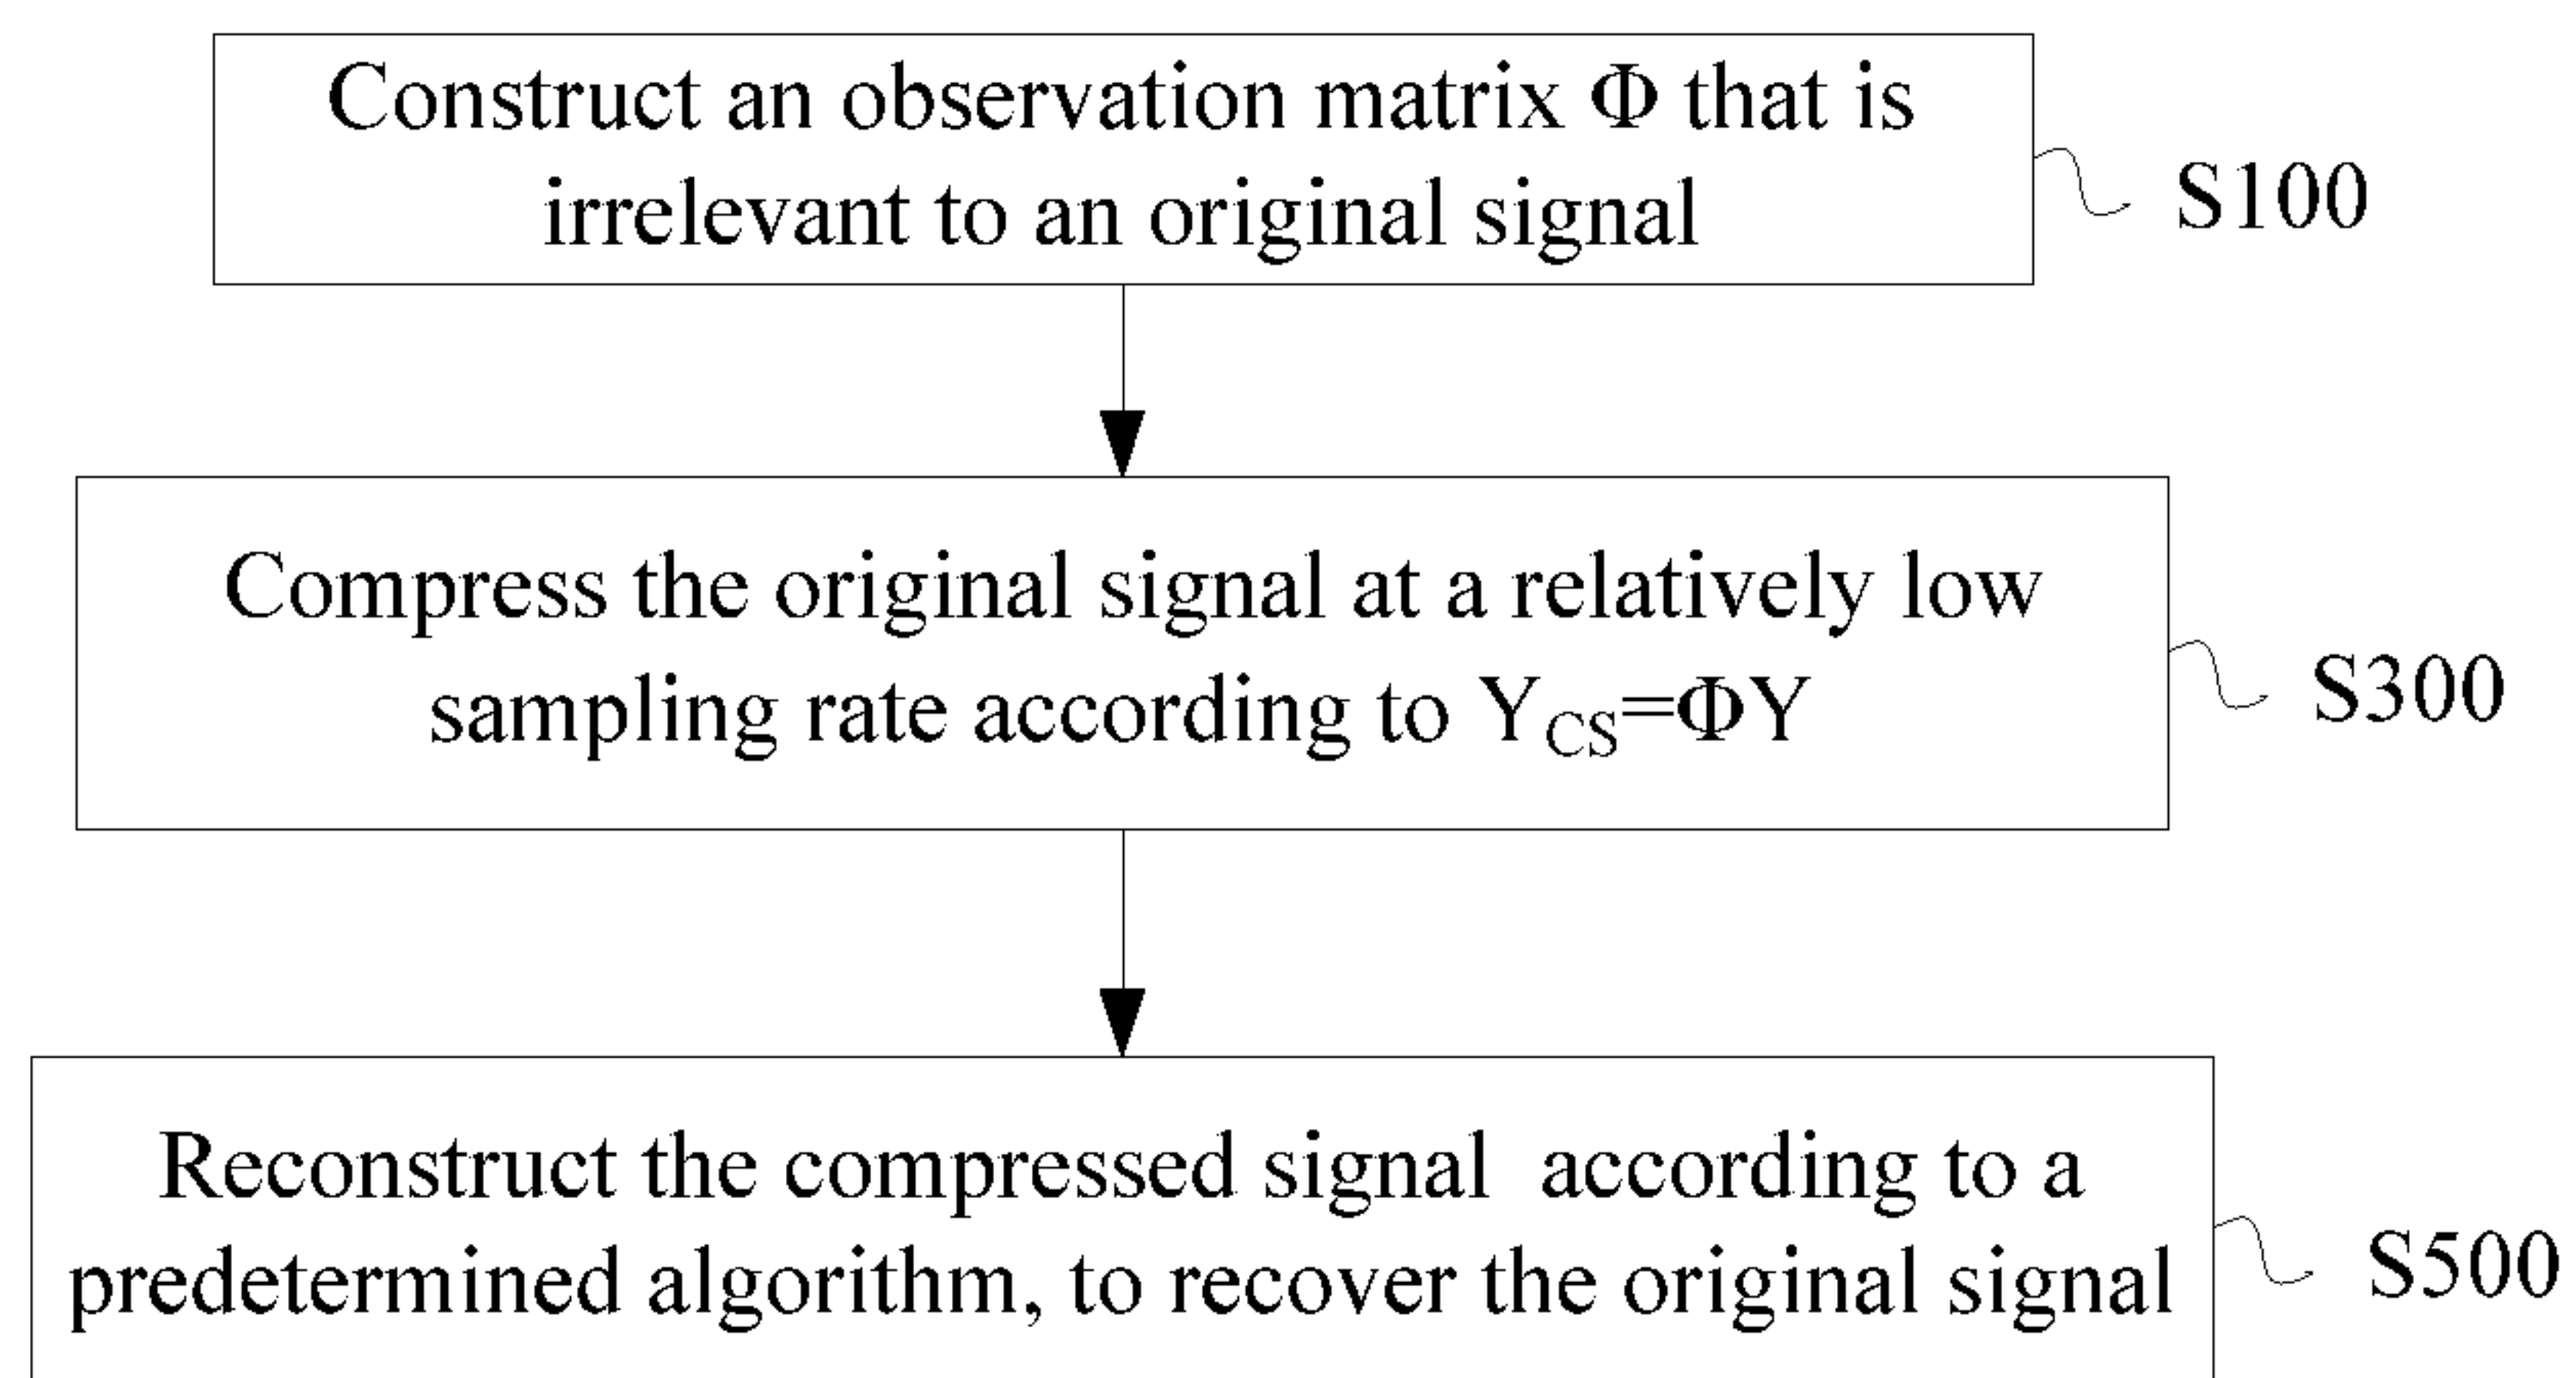 Construct an observation matrix Φ that is
irrelevant to an original signal
S100
Compress the original signal at a relatively low
sampling rate according to Y_CS=ΦY
S300
Reconstruct the compressed signal according to a
predetermined algorithm, to recover the original signal
S500